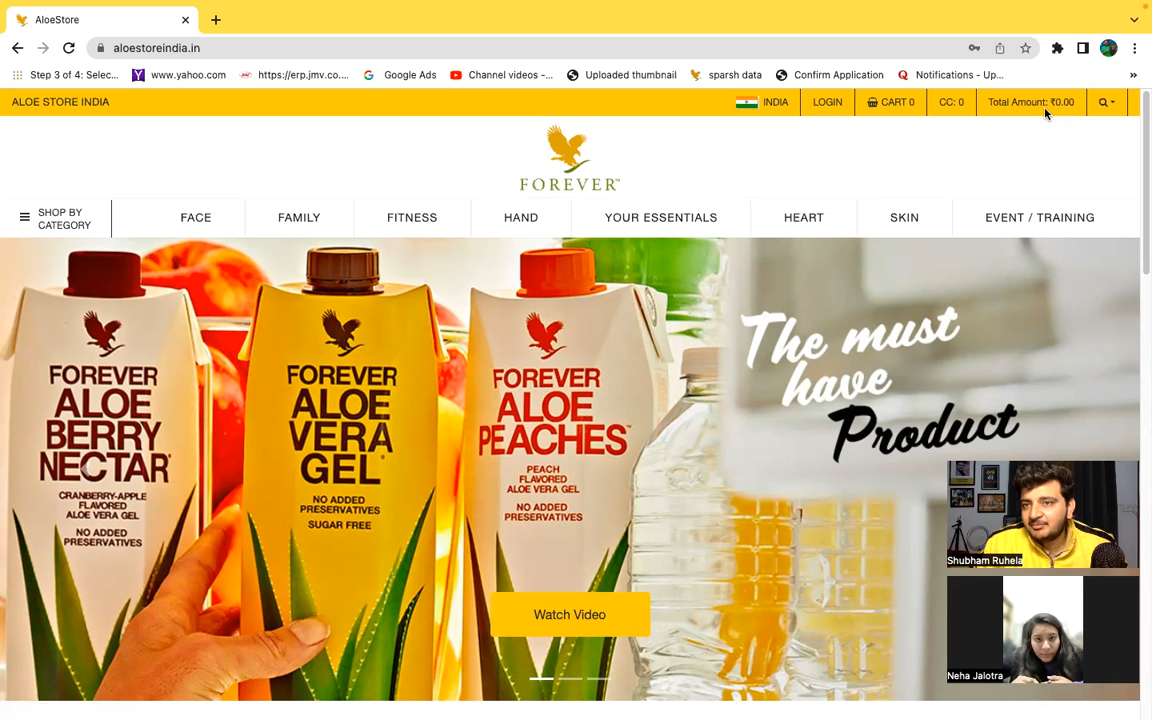 AloeStore
aloestoreindia.in
Step 3 of 4: Selec...
www.yahoo.com
https://erp.jmv.co....
Google Ads
Channel videos -...
Uploaded thumbnail
sparsh data
Confirm Application
Notifications - Up...
»
ALOE STORE INDIA
INDIA
LOGIN
CART 0
CC: 0
Total Amount: ₹0.00
FOREVER™
SHOP BY
CATEGORY
FACE
FAMILY
FITNESS
HAND
YOUR ESSENTIALS
HEART
SKIN
EVENT / TRAINING
FOREVER
ALOE
BERRY
NECTAR
CRANBERRY-APPLE
FLAVORED
ALOE VERA GEL
NO ADDED
PRESERVATIVES
FOREVER
ALOE
VERA
GEL
NO ADDED
PRESERVATIVES
SUGAR FREE
FOREVER
ALOE
PEACHES™
PEACH
FLAVORED
ALOE VERA GEL
NO ADDED
PRESERVATIVES
The must
have
Product
Watch Video
Shubham Ruhela
Neha Jalotra